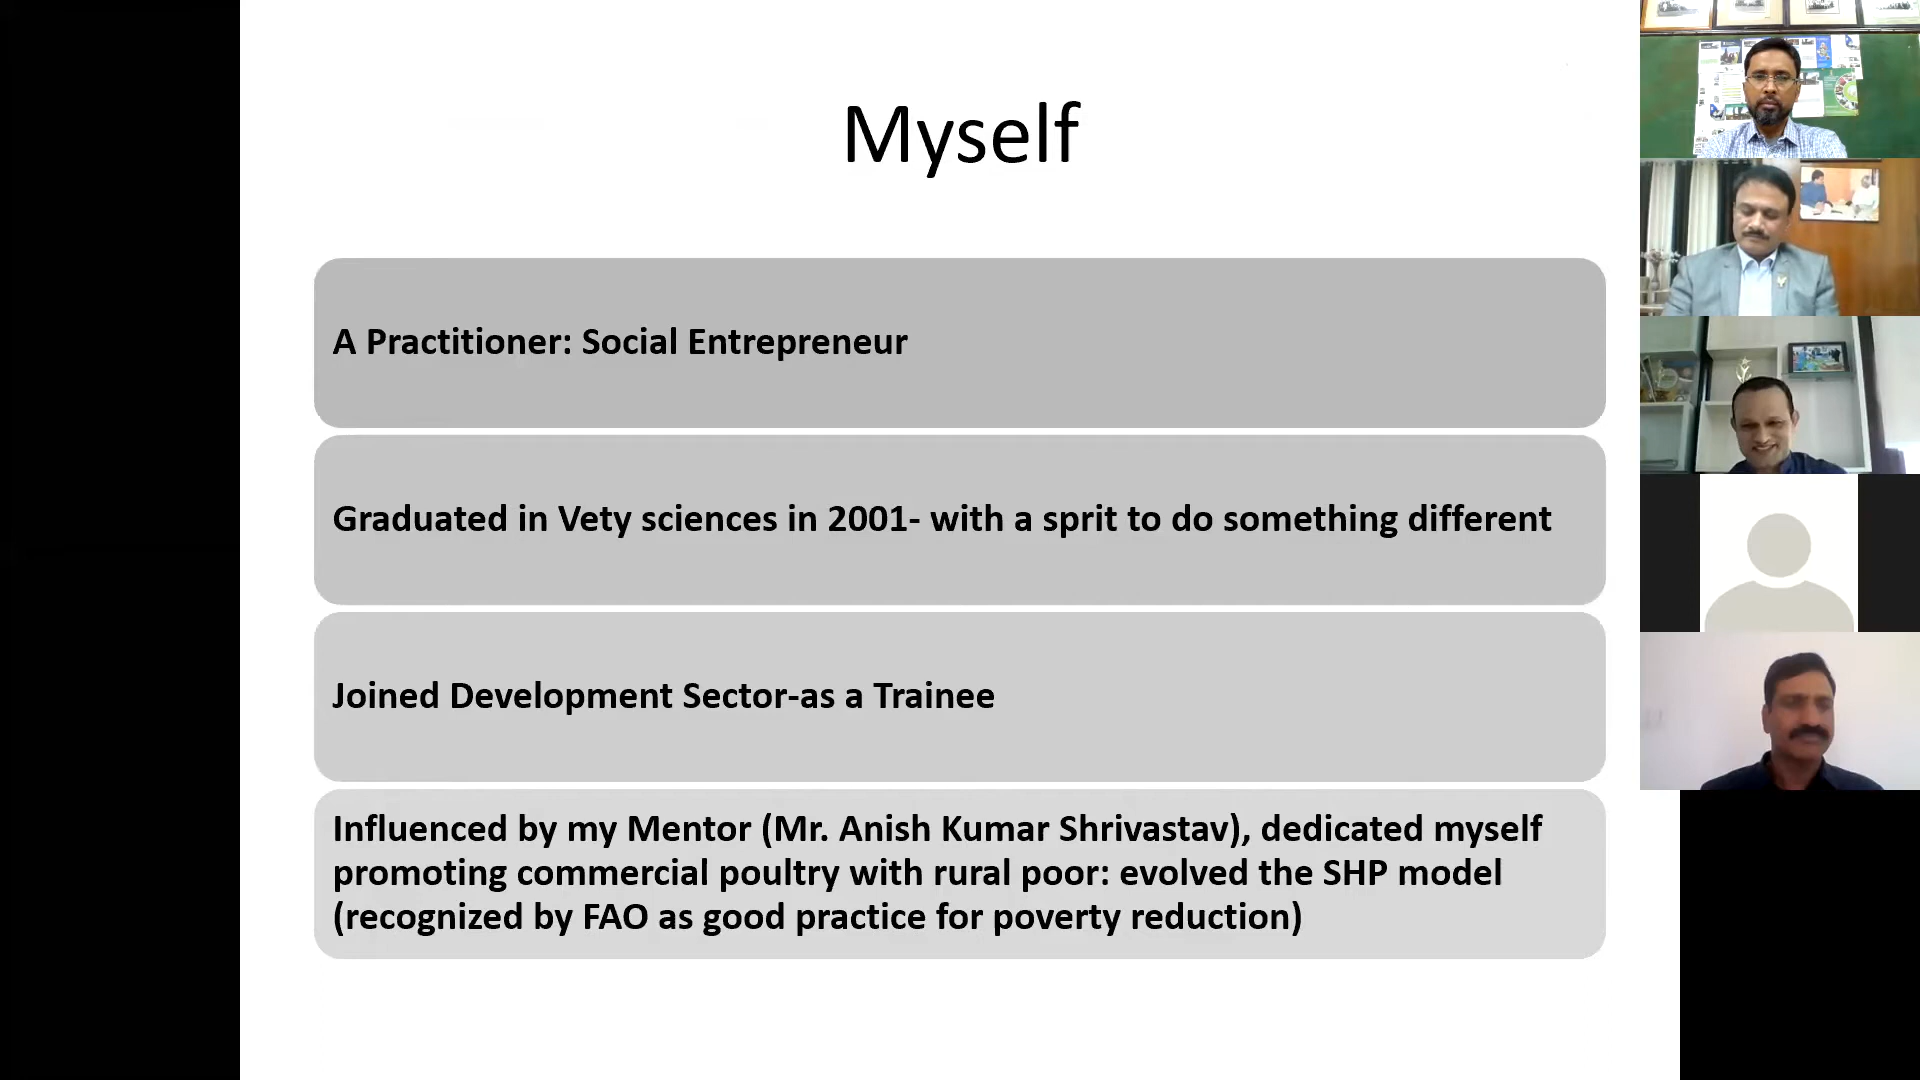 Myself
A Practitioner: Social Entrepreneur
Graduated in Vety sciences in 2001- with a sprit to do something different
Joined Development Sector-as a Trainee
Influenced by my Mentor (Mr. Anish Kumar Shrivastav), dedicated myself
promoting commercial poultry with rural poor: evolved the SHP model
(recognized by FAO as good practice for poverty reduction)